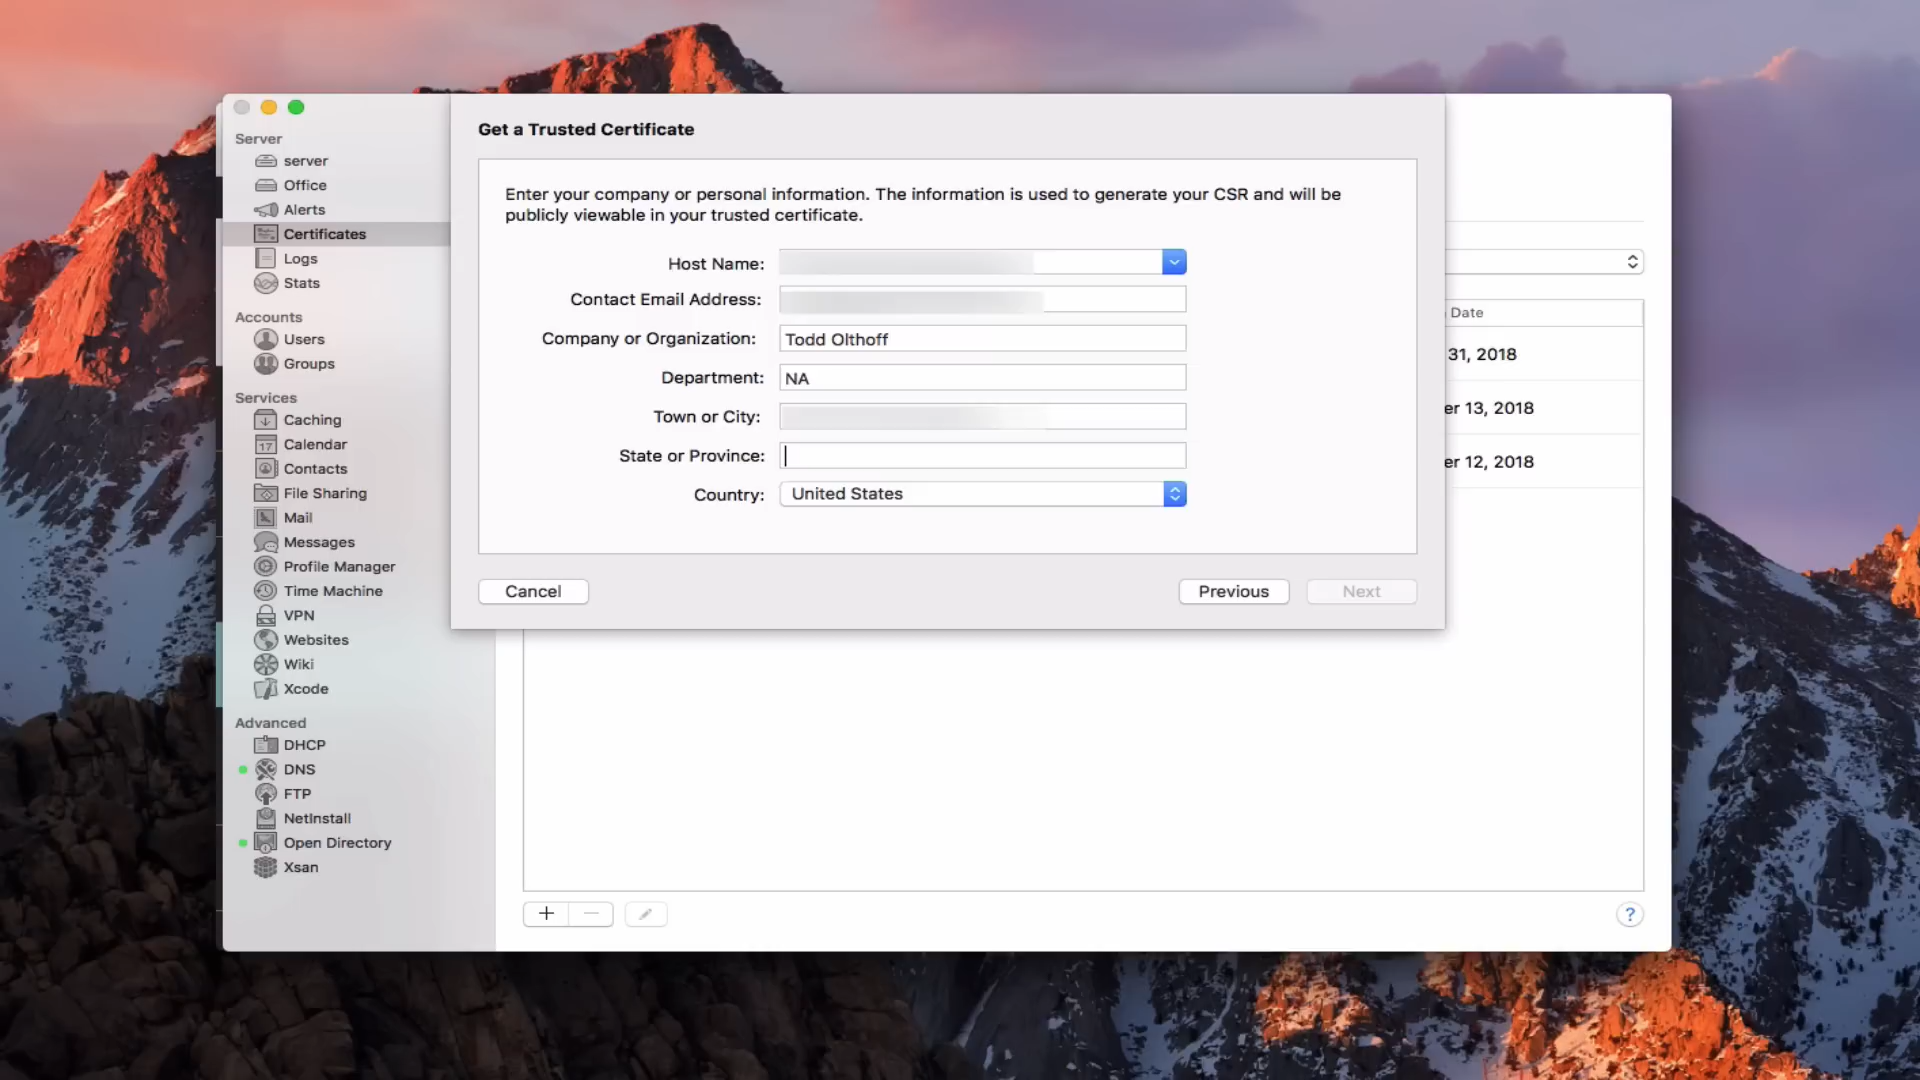 Server
server
Office
Alerts
Certificates
Logs
Stats
Accounts
Users
Groups
Services
Caching
17 Calendar
Contacts
File Sharing
Mail
Messages
Profile Manager
Time Machine
VPN
Websites
Wiki
Xcode
Advanced
DHCP
DNS
FTP
NetInstall
Open Directory
Xsan
Get a Trusted Certificate
Enter your company or personal information. The information is used to generate your CSR and will be
publicly viewable in your trusted certificate.
Host Name:
Contact Email Address:
Company or Organization: Todd Olthoff
Department: NA
Town or City:
State or Province:
Country: United States
Cancel
Previous
Next
Date
31, 2018
er 13, 2018
er 12, 2018
+ −
?